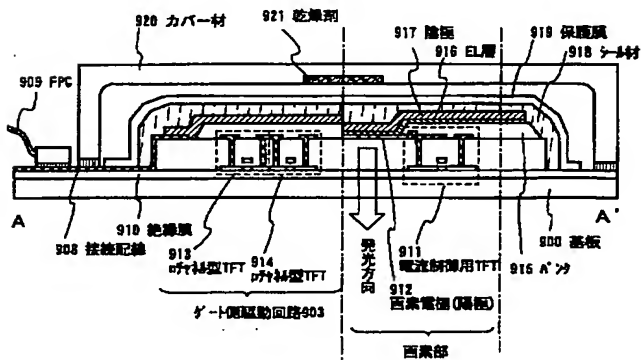 920 カバー材
921 乾燥剤
917 陰極
916 EL層
919 保護膜
918 シール材
909 FPC
A
A'
910 絶縁膜
908 接続配線
913
nチャネル型TFT
914
pチャネル型TFT
発光方向
911
電流制御用TFT
912
画素電極(陽極)
900 基板
915 バンク
ゲート側駆動回路903
画素部